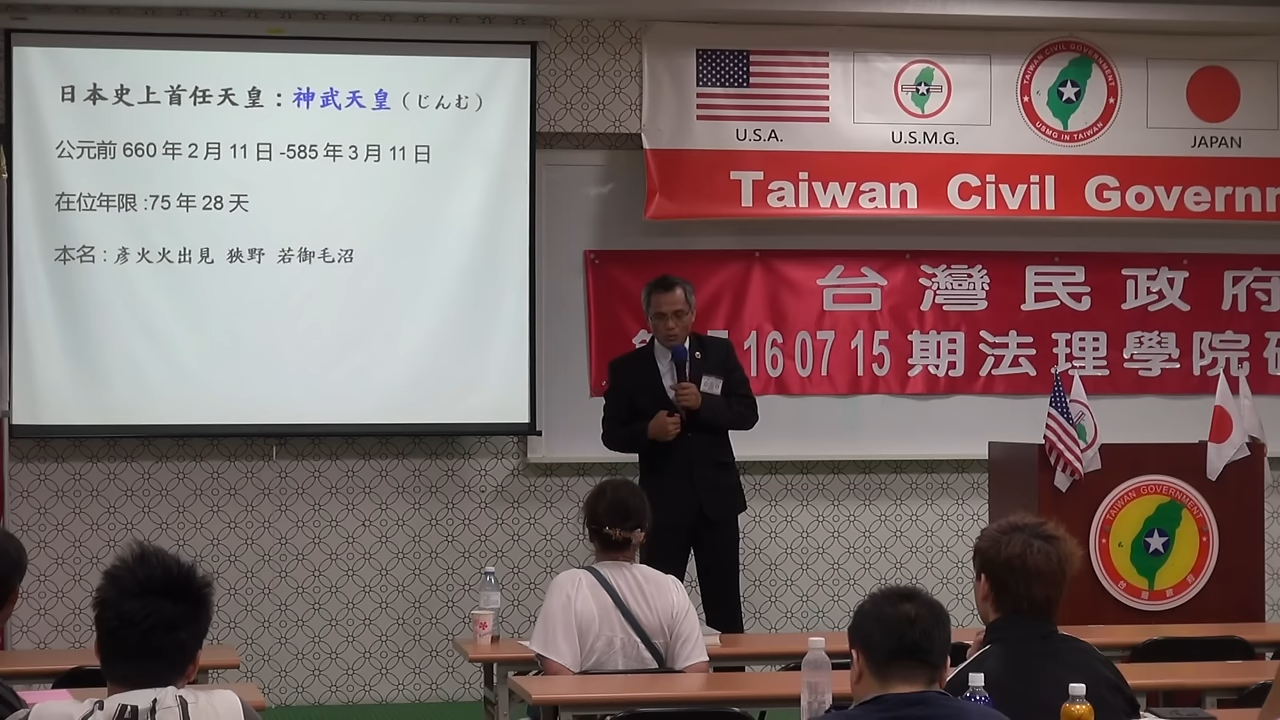 日本史上首任天皇：神武天皇（じんむ）
公元前 660 年 2 月 11 日 -585 年 3 月 11 日
在位年限 :75 年 28 天
本名 : 彥火火出見 狹野 若御毛沼
U.S.A.
U.S.M.G.
TAIWAN CIVIL GOVERNMENT
USMG IN TAIWAN
JAPAN
Taiwan Civil Governm
台灣民政府
16 07 15 期法理學院
TAIWAN GOVERNMENT